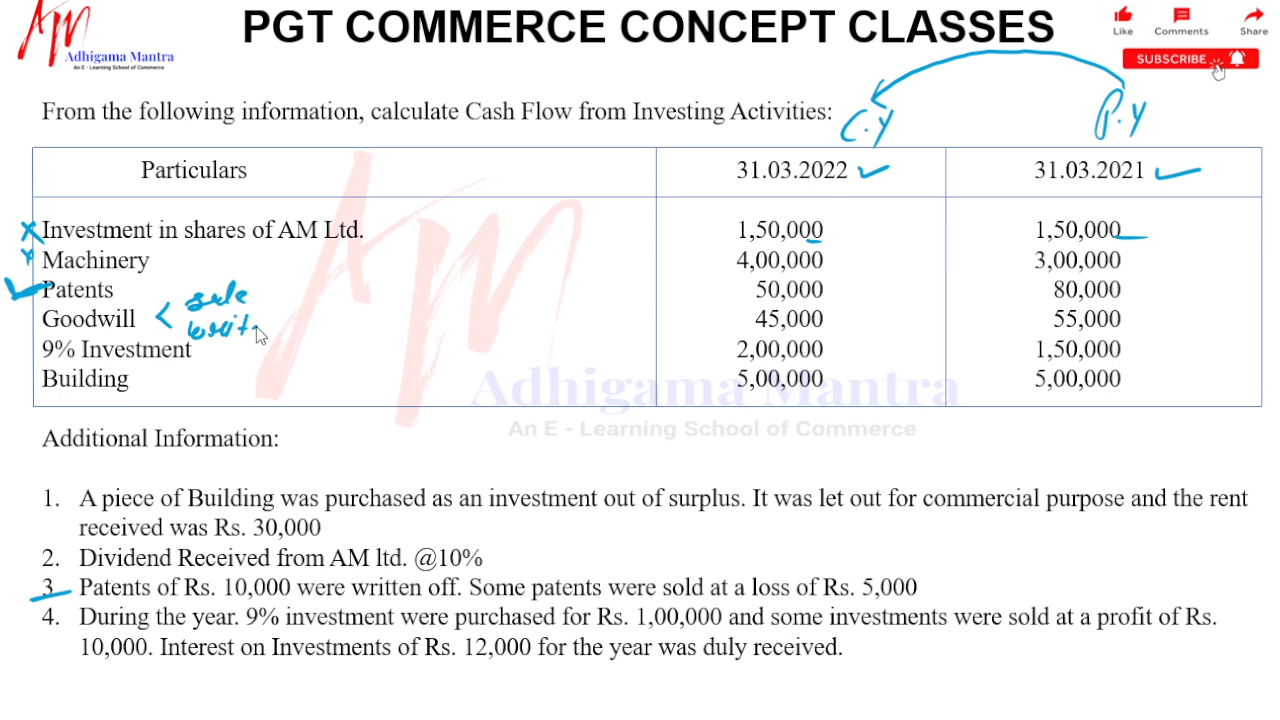 PGT COMMERCE CONCEPT CLASSES
Adhigama Mantra
An E - Learning School of Commerce
Like Comments Share
SUBSCRIBE
From the following information, calculate Cash Flow from Investing Activities:
C.Y P.Y
Particulars 31.03.2022 31.03.2021
Investment in shares of AM Ltd. 1,50,000 1,50,000
Machinery 4,00,000 3,00,000
Patents 50,000 80,000
sale
Goodwill 45,000 55,000
writ
9% Investment 2,00,000 1,50,000
Building 5,00,000 5,00,000
Adhigama Mantra
An E - Learning School of Commerce
Additional Information:
1. A piece of Building was purchased as an investment out of surplus. It was let out for commercial purpose and the rent
received was Rs. 30,000
2. Dividend Received from AM ltd. @10%
3. Patents of Rs. 10,000 were written off. Some patents were sold at a loss of Rs. 5,000
4. During the year. 9% investment were purchased for Rs. 1,00,000 and some investments were sold at a profit of Rs.
10,000. Interest on Investments of Rs. 12,000 for the year was duly received.